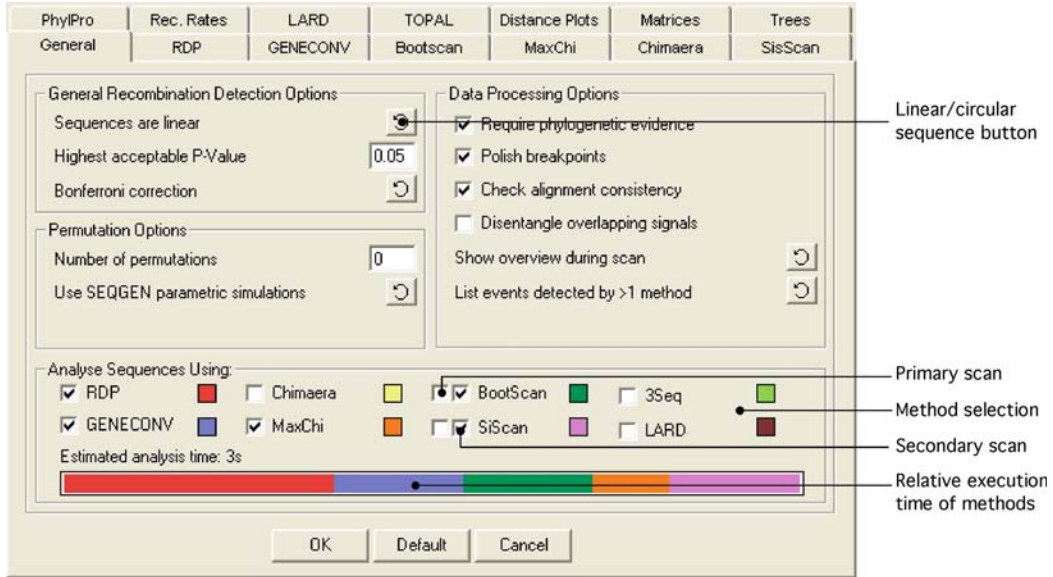 PhylPro Rec. Rates LARD TOPAL Distance Plots Matrices Trees
General RDP GENECONV Bootscan MaxChi Chimaera SisScan
General Recombination Detection Options
Sequences are linear
Highest acceptable P-Value 0.05
Bonferroni correction
Permutation Options
Number of permutations 0
Use SEQGEN parametric simulations
Data Processing Options
Require phylogenetic evidence
Polish breakpoints
Check alignment consistency
Disentangle overlapping signals
Show overview during scan
List events detected by >1 method
Linear/circular
sequence button
Analyse Sequences Using:
RDP Chimaera BootScan 3Seq
GENECONV MaxChi SiScan LARD
Estimated analysis time: 3s
Primary scan
Method selection
Secondary scan
Relative execution
time of methods
OK Default Cancel